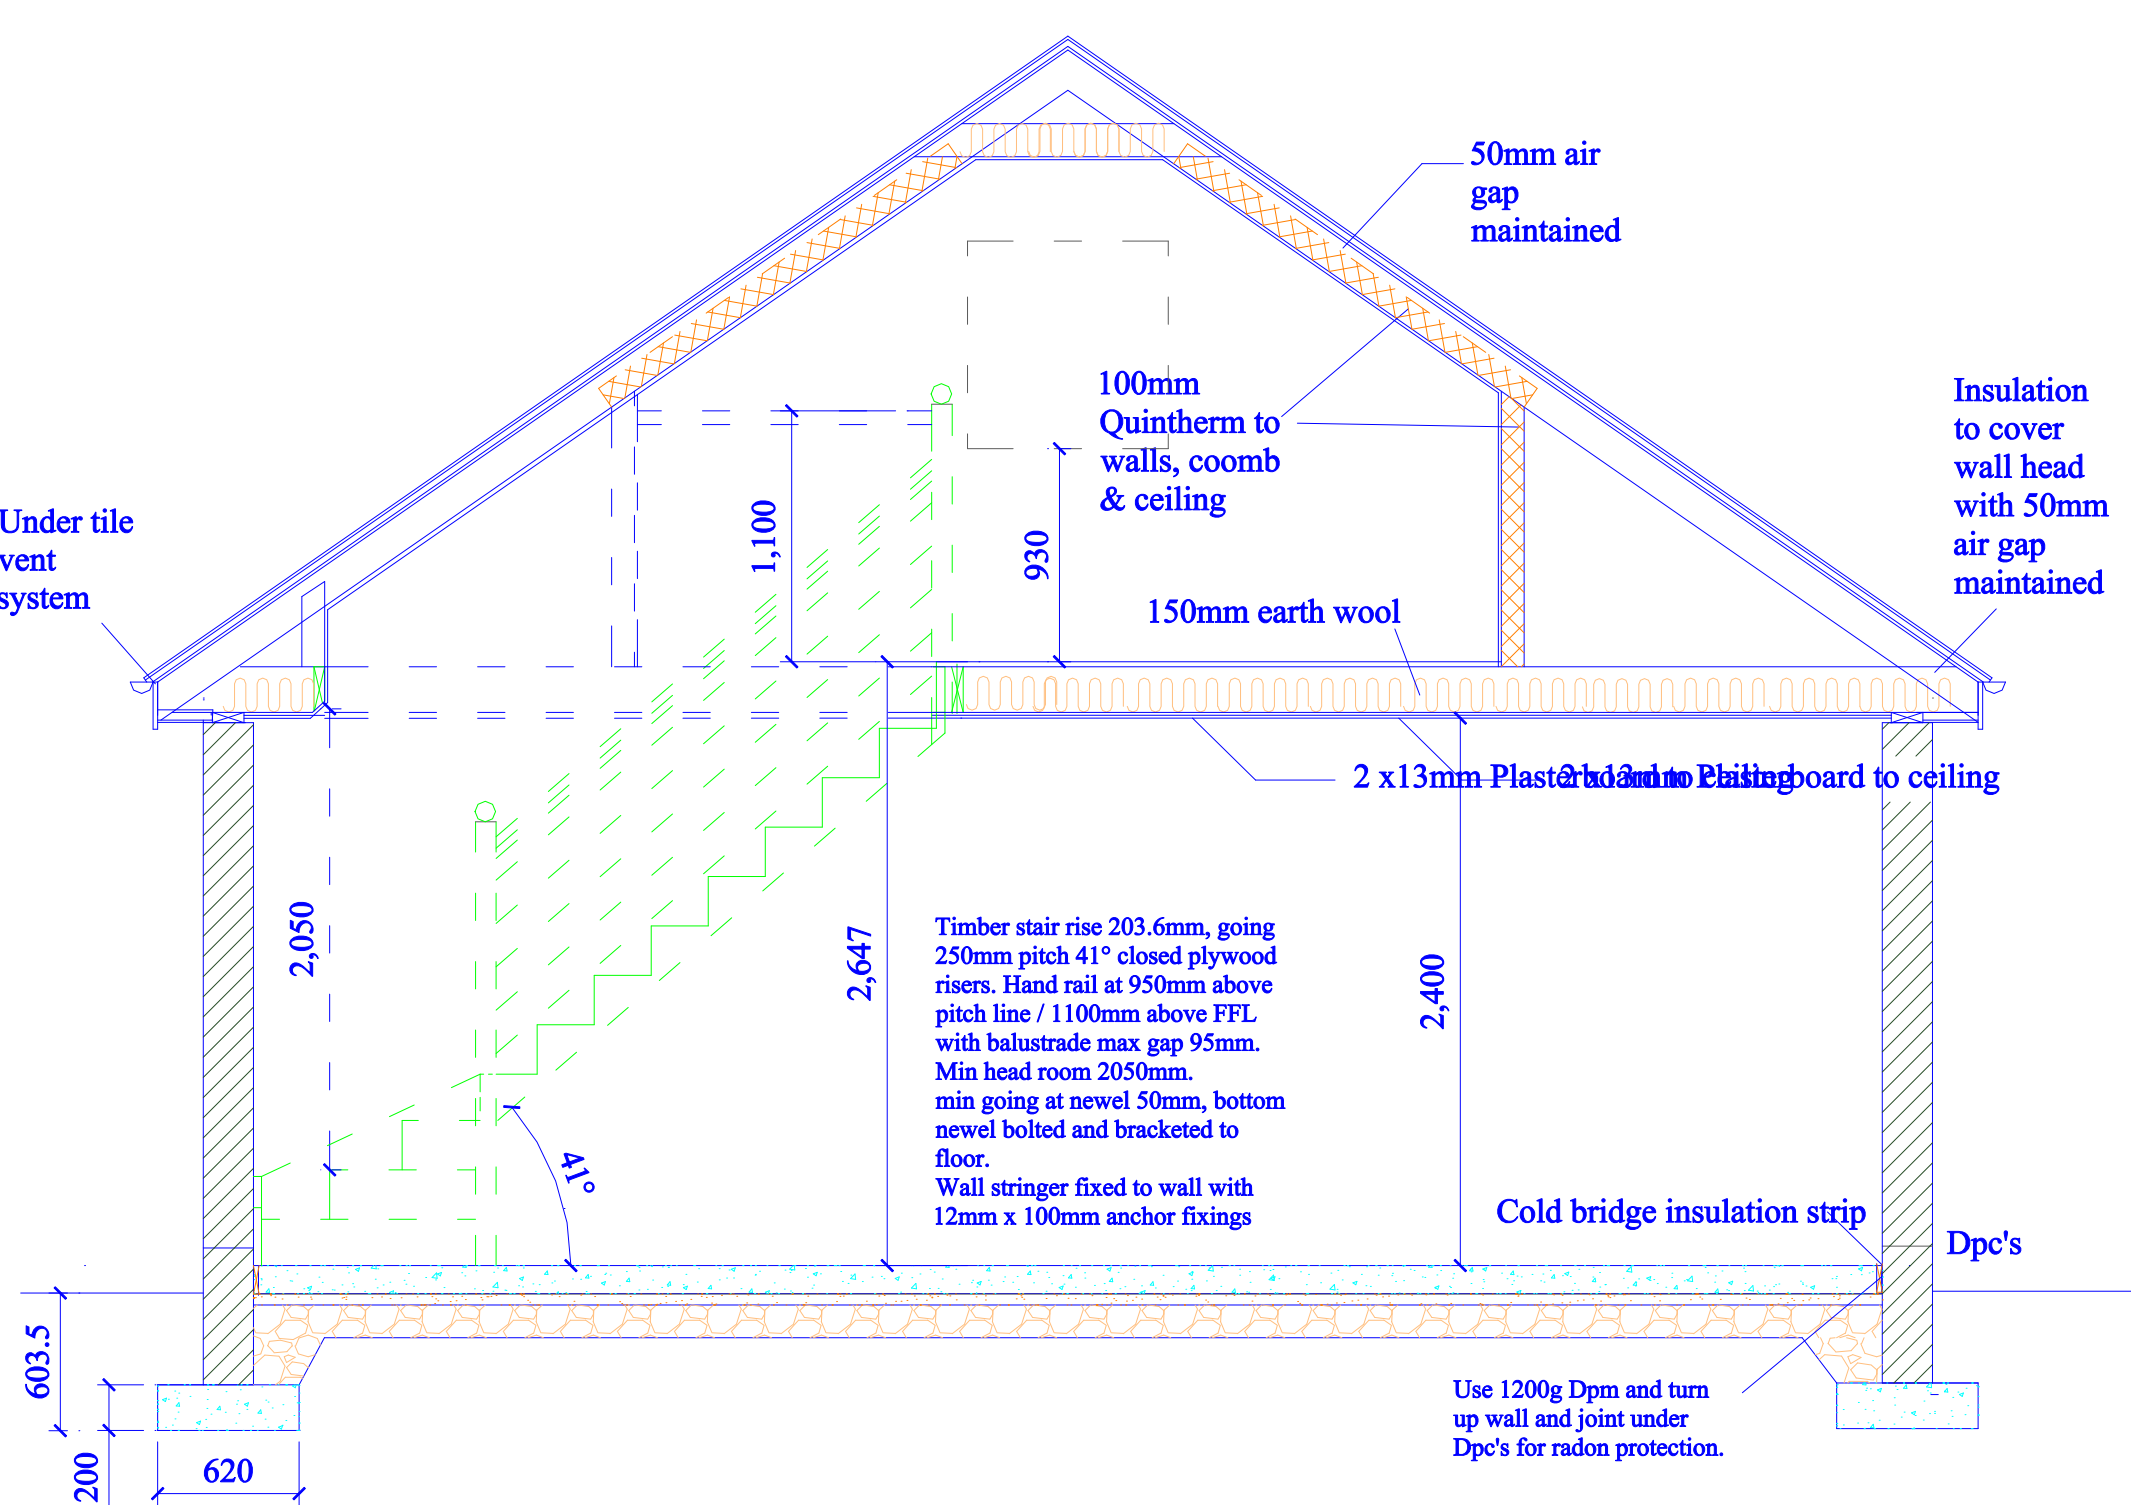 50mm air
gap
maintained
100mm
Quintherm to
walls, coomb
& ceiling
Insulation
to cover
wall head
with 50mm
air gap
maintained
Under tile
vent
system
1,100
930
150mm earth wool
2 x13mm Plasterboard to ceiling
2 x13mm Plasterboard to ceiling
2,050
2,647
2,400
Timber stair rise 203.6mm, going
250mm pitch 41° closed plywood
risers. Hand rail at 950mm above
pitch line / 1100mm above FFL
with balustrade max gap 95mm.
Min head room 2050mm.
min going at newel 50mm, bottom
newel bolted and bracketed to
floor.
Wall stringer fixed to wall with
12mm x 100mm anchor fixings
41°
Cold bridge insulation strip
Dpc's
603.5
200
620
Use 1200g Dpm and turn
up wall and joint under
Dpc's for radon protection.